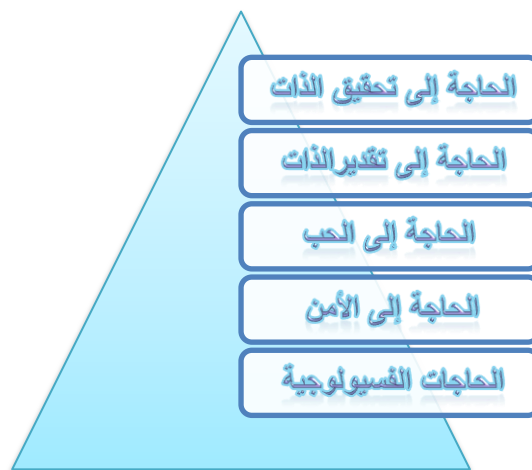 الحاجة إلى تحقيق الذات
الحاجة إلى تقديرالذات
الحاجة إلى الحب
الحاجة إلى الأمن
الحاجات الفسيولوجية